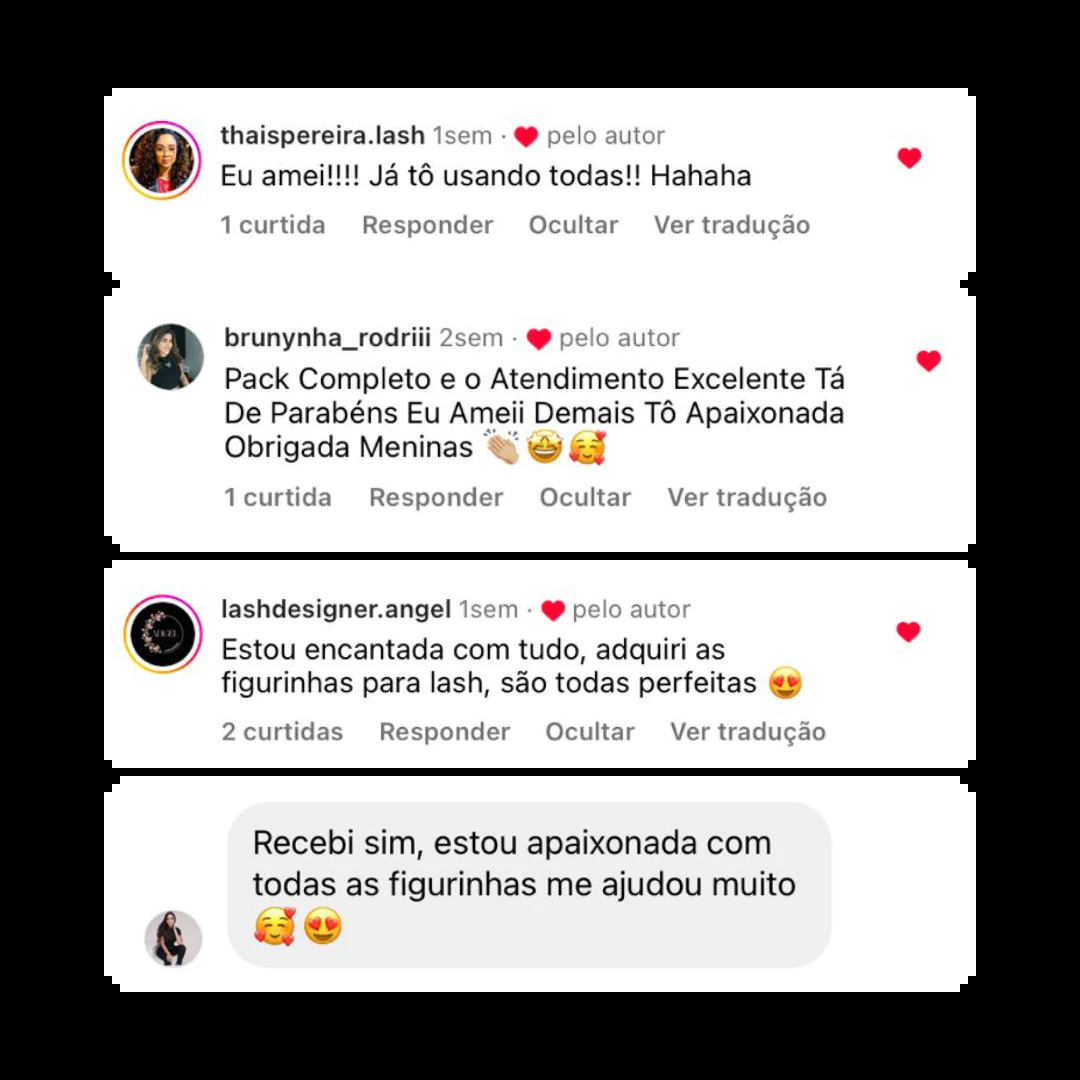 thaispereira.lash 1sem · ❤️ pelo autor
Eu amei!!!! Já tô usando todas!! Hahaha
1 curtida Responder Ocultar Ver tradução
brunynha_rodriii 2sem · ❤️ pelo autor
Pack Completo e o Atendimento Excelente Tá
De Parabéns Eu Ameii Demais Tô Apaixonada
Obrigada Meninas 👏🏼🤩🥰
1 curtida Responder Ocultar Ver tradução
ANGEL
lashdesigner.angel 1sem · ❤️ pelo autor
Estou encantada com tudo, adquiri as
figurinhas para lash, são todas perfeitas 😍
2 curtidas Responder Ocultar Ver tradução
Recebi sim, estou apaixonada com
todas as figurinhas me ajudou muito
🥰😍